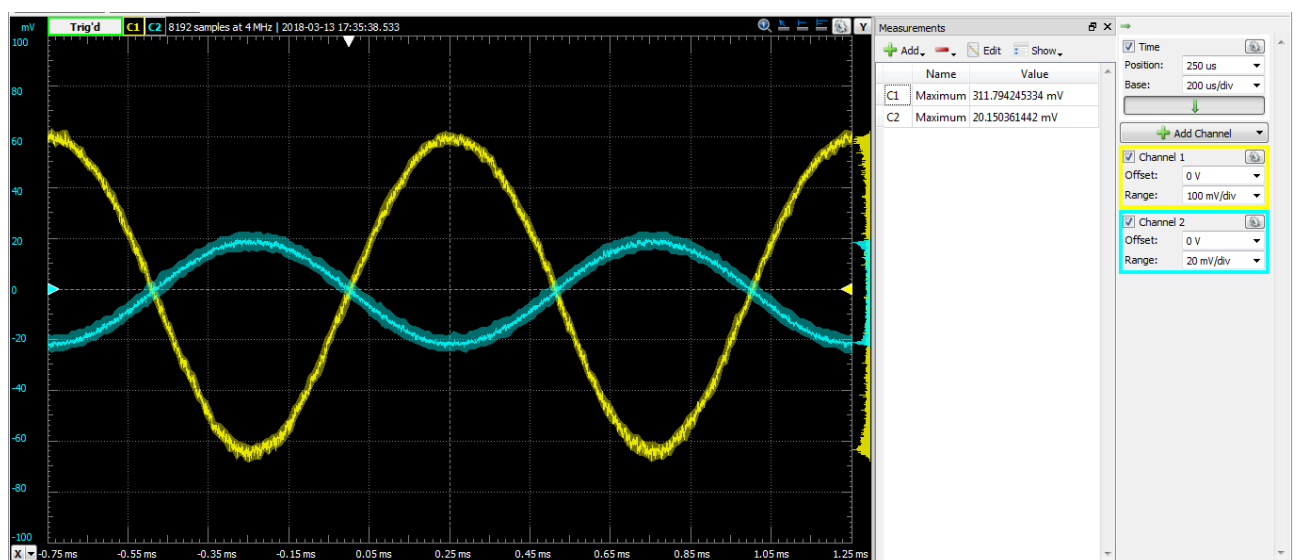 mV Trig'd C1 C2 8192 samples at 4 MHz | 2018-03-13 17:35:38.533 Y
100
80
60
40
20
0
-20
-40
-60
-80
-100
X -0.75 ms -0.55 ms -0.35 ms -0.15 ms 0.05 ms 0.25 ms 0.45 ms 0.65 ms 0.85 ms 1.05 ms 1.25 ms
Measurements
Add Edit Show
Name Value
C1 Maximum 311.794245334 mV
C2 Maximum 20.150361442 mV
Time
Position: 250 us
Base: 200 us/div
Add Channel
Channel 1
Offset: 0 V
Range: 100 mV/div
Channel 2
Offset: 0 V
Range: 20 mV/div